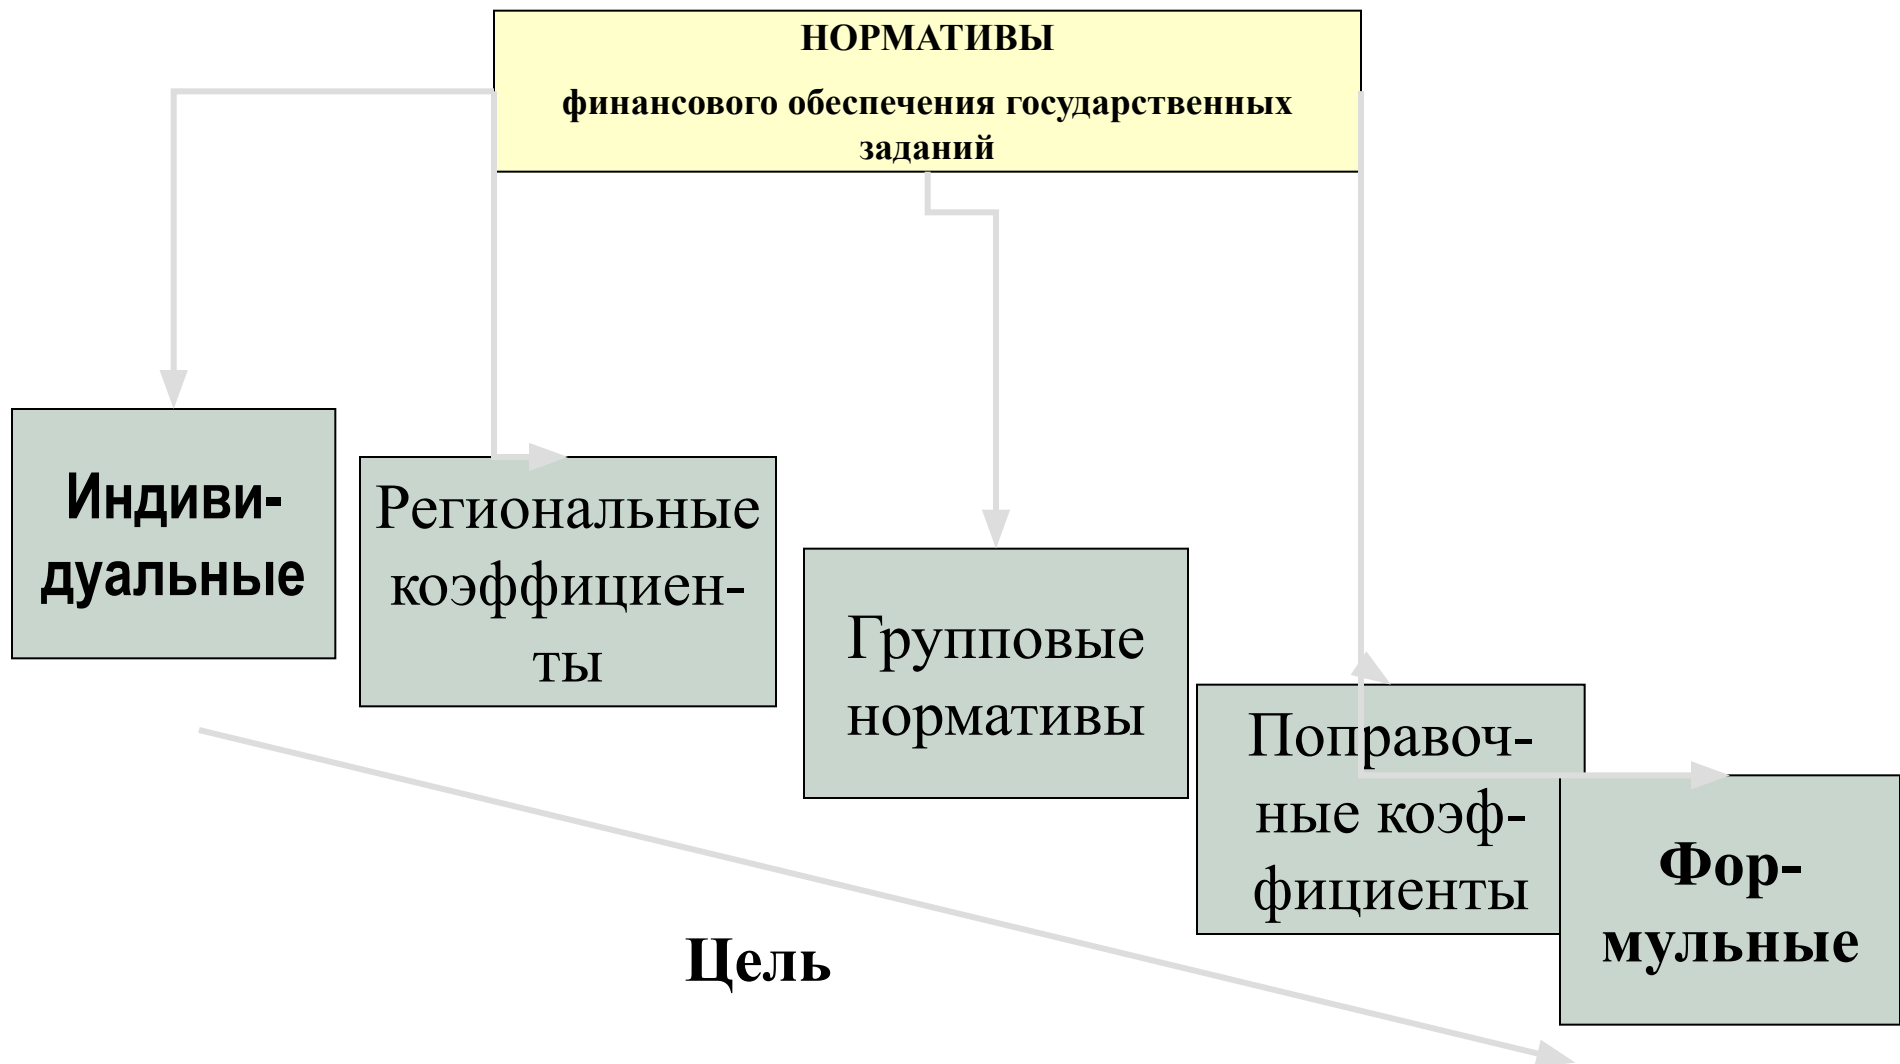 НОРМАТИВЫ
финансового обеспечения государственных
заданий
Индиви-
дуальные
Региональные
коэффициен-
ты
Групповые
нормативы
Поправоч-
ные коэф-
фициенты
Фор-
мульные
Цель